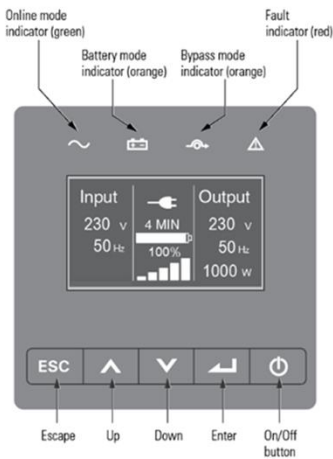 Online mode
indicator (green)
Battery mode
indicator (orange)
Bypass mode
indicator (orange)
Fault
indicator (red)
Input
Output
230 V
4 MIN
230 V
50 Hz
100%
50 Hz
1000 W
ESC
Escape
Up
Down
Enter
On/Off
button